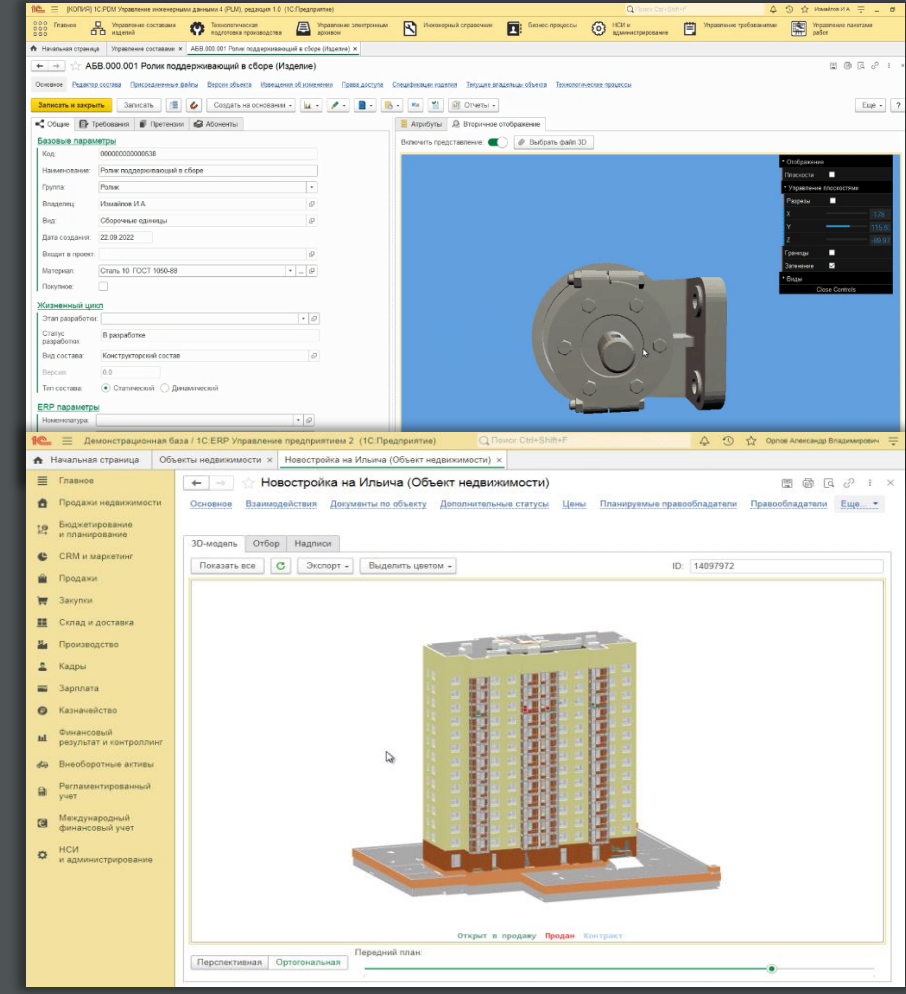 [КОПИЯ] 1С:PDM Управление инженерными данными 4 (PLM), редакция 1.0 (1С:Предприятие)
Поиск Ctrl+Shift+F
Измайлов И.А.
Главное
Управление составами изделий
Технологическая подготовка производства
Управление электронным архивом
Инженерный справочник
Бизнес-процессы
НСИ и администрирование
Управление требованиями
Управление пакетами работ
Начальная страница
Управление составами ×
АБВ.000.001 Ролик поддерживающий в сборе (Изделие) ×
АБВ.000.001 Ролик поддерживающий в сборе (Изделие)
Основное Редактор состава Присоединенные файлы Версии объекта Извещения об изменении Права доступа Спецификации изделия Текущие владельцы объекта Технологические процессы
Записать и закрыть
Записать
Создать на основании
Отчеты
Еще
?
Общие
Требования
Претензии
Абоненты
Атрибуты
Вторичное отображение
Базовые параметры
Включить представление:
Выбрать файл 3D
Код: 000000000000538
Наименование: Ролик поддерживающий в сборе
Группа: Ролик
Владелец: Измайлов И.А.
Вид: Сборочные единицы
Дата создания: 22.09.2022
Входит в проект:
Материал: Сталь 10 ГОСТ 1050-88
Покупное:
Жизненный цикл
Этап разработки:
Статус разработки: В разработке
Вид состава: Конструкторский состав
Версия: 0.0
Тип состава: Статический Динамический
ERP параметры
Номенклатура:
Отображение
Плоскости
Управление плоскостями
Разрезы
X
Y
Z
Границы
Затенение
Виды
Close Controls
Демонстрационная база / 1С:ERP Управление предприятием 2 (1С:Предприятие)
Поиск Ctrl+Shift+F
Орлов Александр Владимирович
Начальная страница
Объекты недвижимости ×
Новостройка на Ильича (Объект недвижимости) ×
Главное
Продажи недвижимости
Бюджетирование
и планирование
CRM и маркетинг
Продажи
Закупки
Склад и доставка
Производство
Кадры
Зарплата
Казначейство
Финансовый
результат и контроллинг
Внеоборотные активы
Регламентированный
учет
Международный
финансовый учет
НСИ
и администрирование
Новостройка на Ильича (Объект недвижимости)
Основное Взаимодействия Документы по объекту Дополнительные статусы Цены Планируемые правообладатели Правообладатели Еще...
3D-модель Отбор Надписи
Показать все
Экспорт
Выделить цветом
ID: 14097972
Открыт в продажу Продан Контракт
Перспективная Ортогональная
Передний план: